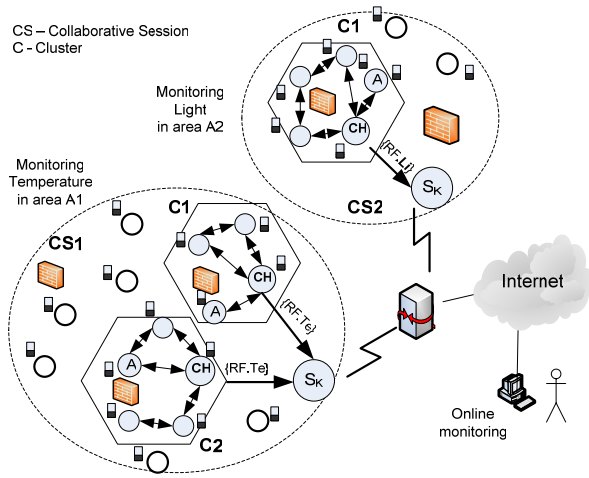 CS – Collaborative Session
C - Cluster
C1
A
Monitoring
Light
in area A2
CH
{RF.Li}
SK
CS2
Monitoring
Temperature
in area A1
C1
CS1
CH
A
{RF.Te}
Internet
A
CH
{RF.Te}
SK
C2
Online
monitoring